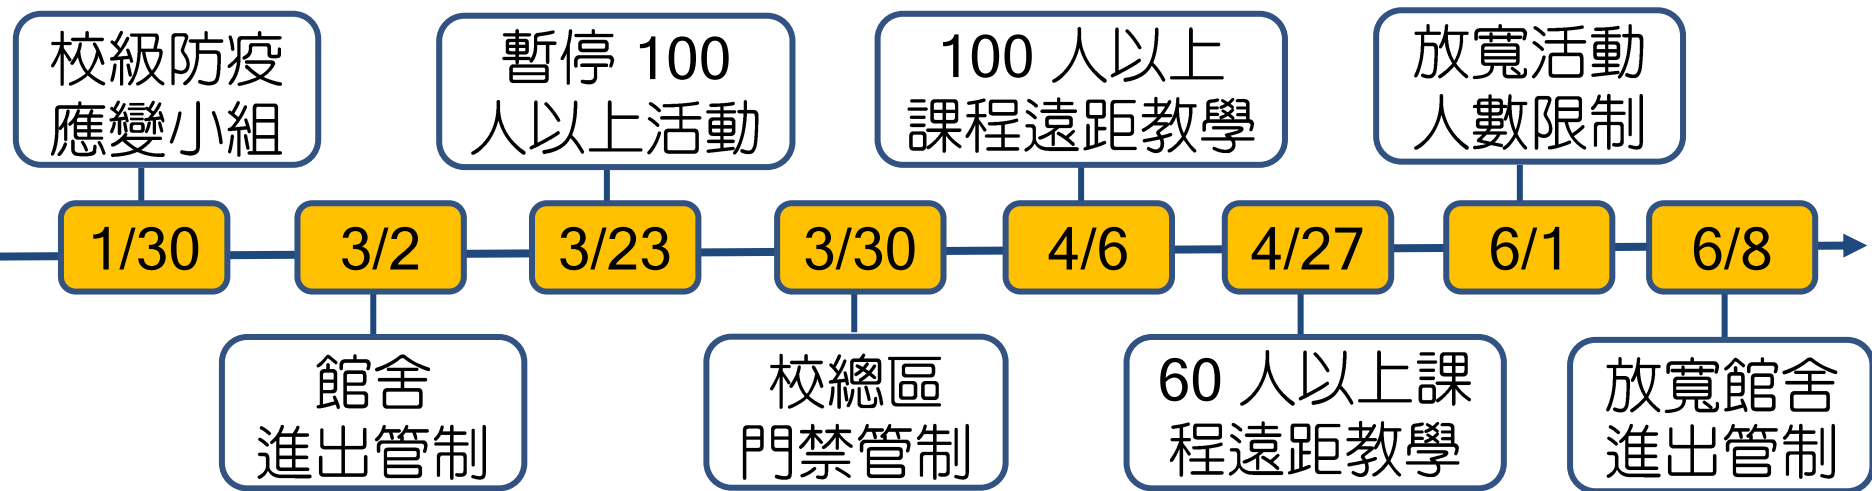 校級防疫
應變小組
暫停 100
人以上活動
100 人以上
課程遠距教學
放寬活動
人數限制
1/30
3/2
3/23
3/30
4/6
4/27
6/1
6/8
館舍
進出管制
校總區
門禁管制
60 人以上課
程遠距教學
放寬館舍
進出管制